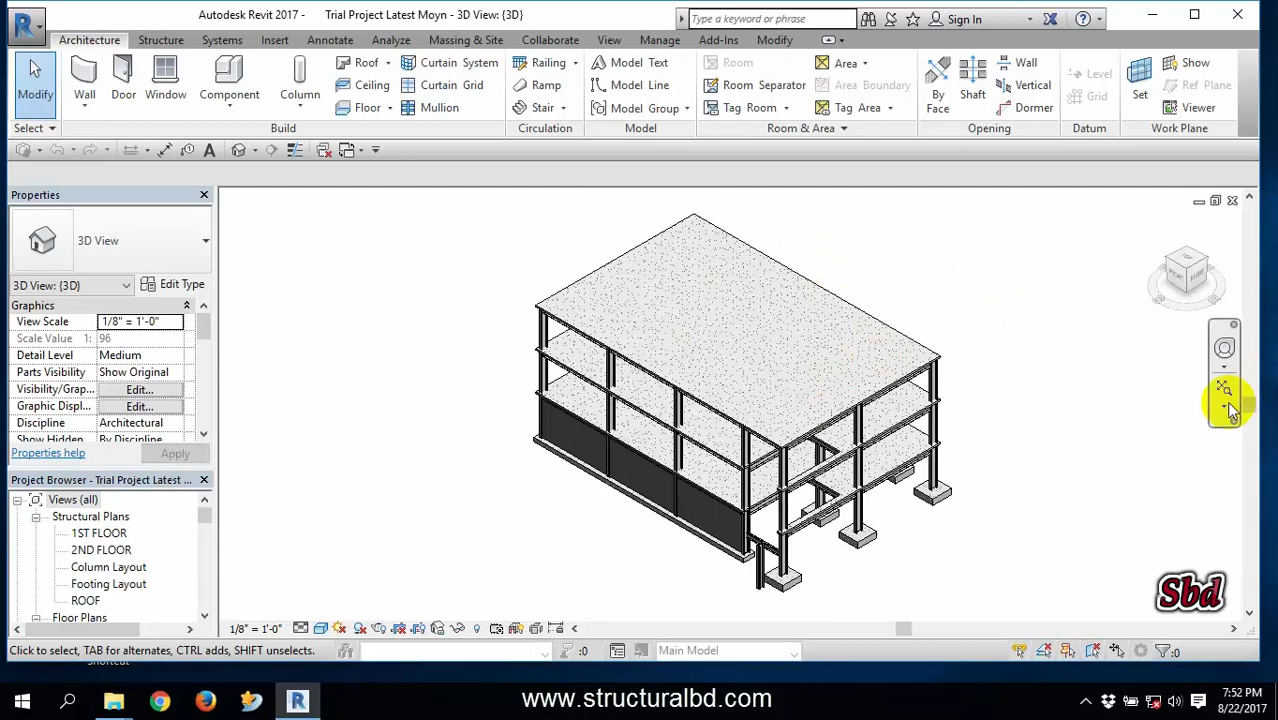 Autodesk Revit 2017 - Trial Project Latest Moyn - 3D View: {3D}
Type a keyword or phrase
Sign In
Architecture Structure Systems Insert Annotate Analyze Massing & Site Collaborate View Manage Add-Ins Modify
Modify Wall Door Window Component Column
Roof Ceiling Floor
Curtain System Curtain Grid Mullion
Railing Ramp Stair
Model Text Model Line Model Group
Room Room Separator Tag Room
Area Area Boundary Tag Area
By Face Shaft Wall Vertical Dormer
Level Grid
Set Show Ref Plane Viewer
Select Build Circulation Model Room & Area Opening Datum Work Plane
Properties
3D View
3D View: {3D} Edit Type
Graphics
View Scale 1/8" = 1'-0"
Scale Value 1: 96
Detail Level Medium
Parts Visibility Show Original
Visibility/Grap... Edit...
Graphic Displ... Edit...
Discipline Architectural
Show Hidden By Discipline
Properties help Apply
Project Browser - Trial Project Latest ...
Views (all)
Structural Plans
1ST FLOOR
2ND FLOOR
Column Layout
Footing Layout
ROOF
Floor Plans
Sbd
1/8" = 1'-0"
Click to select, TAB for alternates, CTRL adds, SHIFT unselects.
:0
Main Model
:0
Shortcut
www.structuralbd.com
7:52 PM
8/22/2017